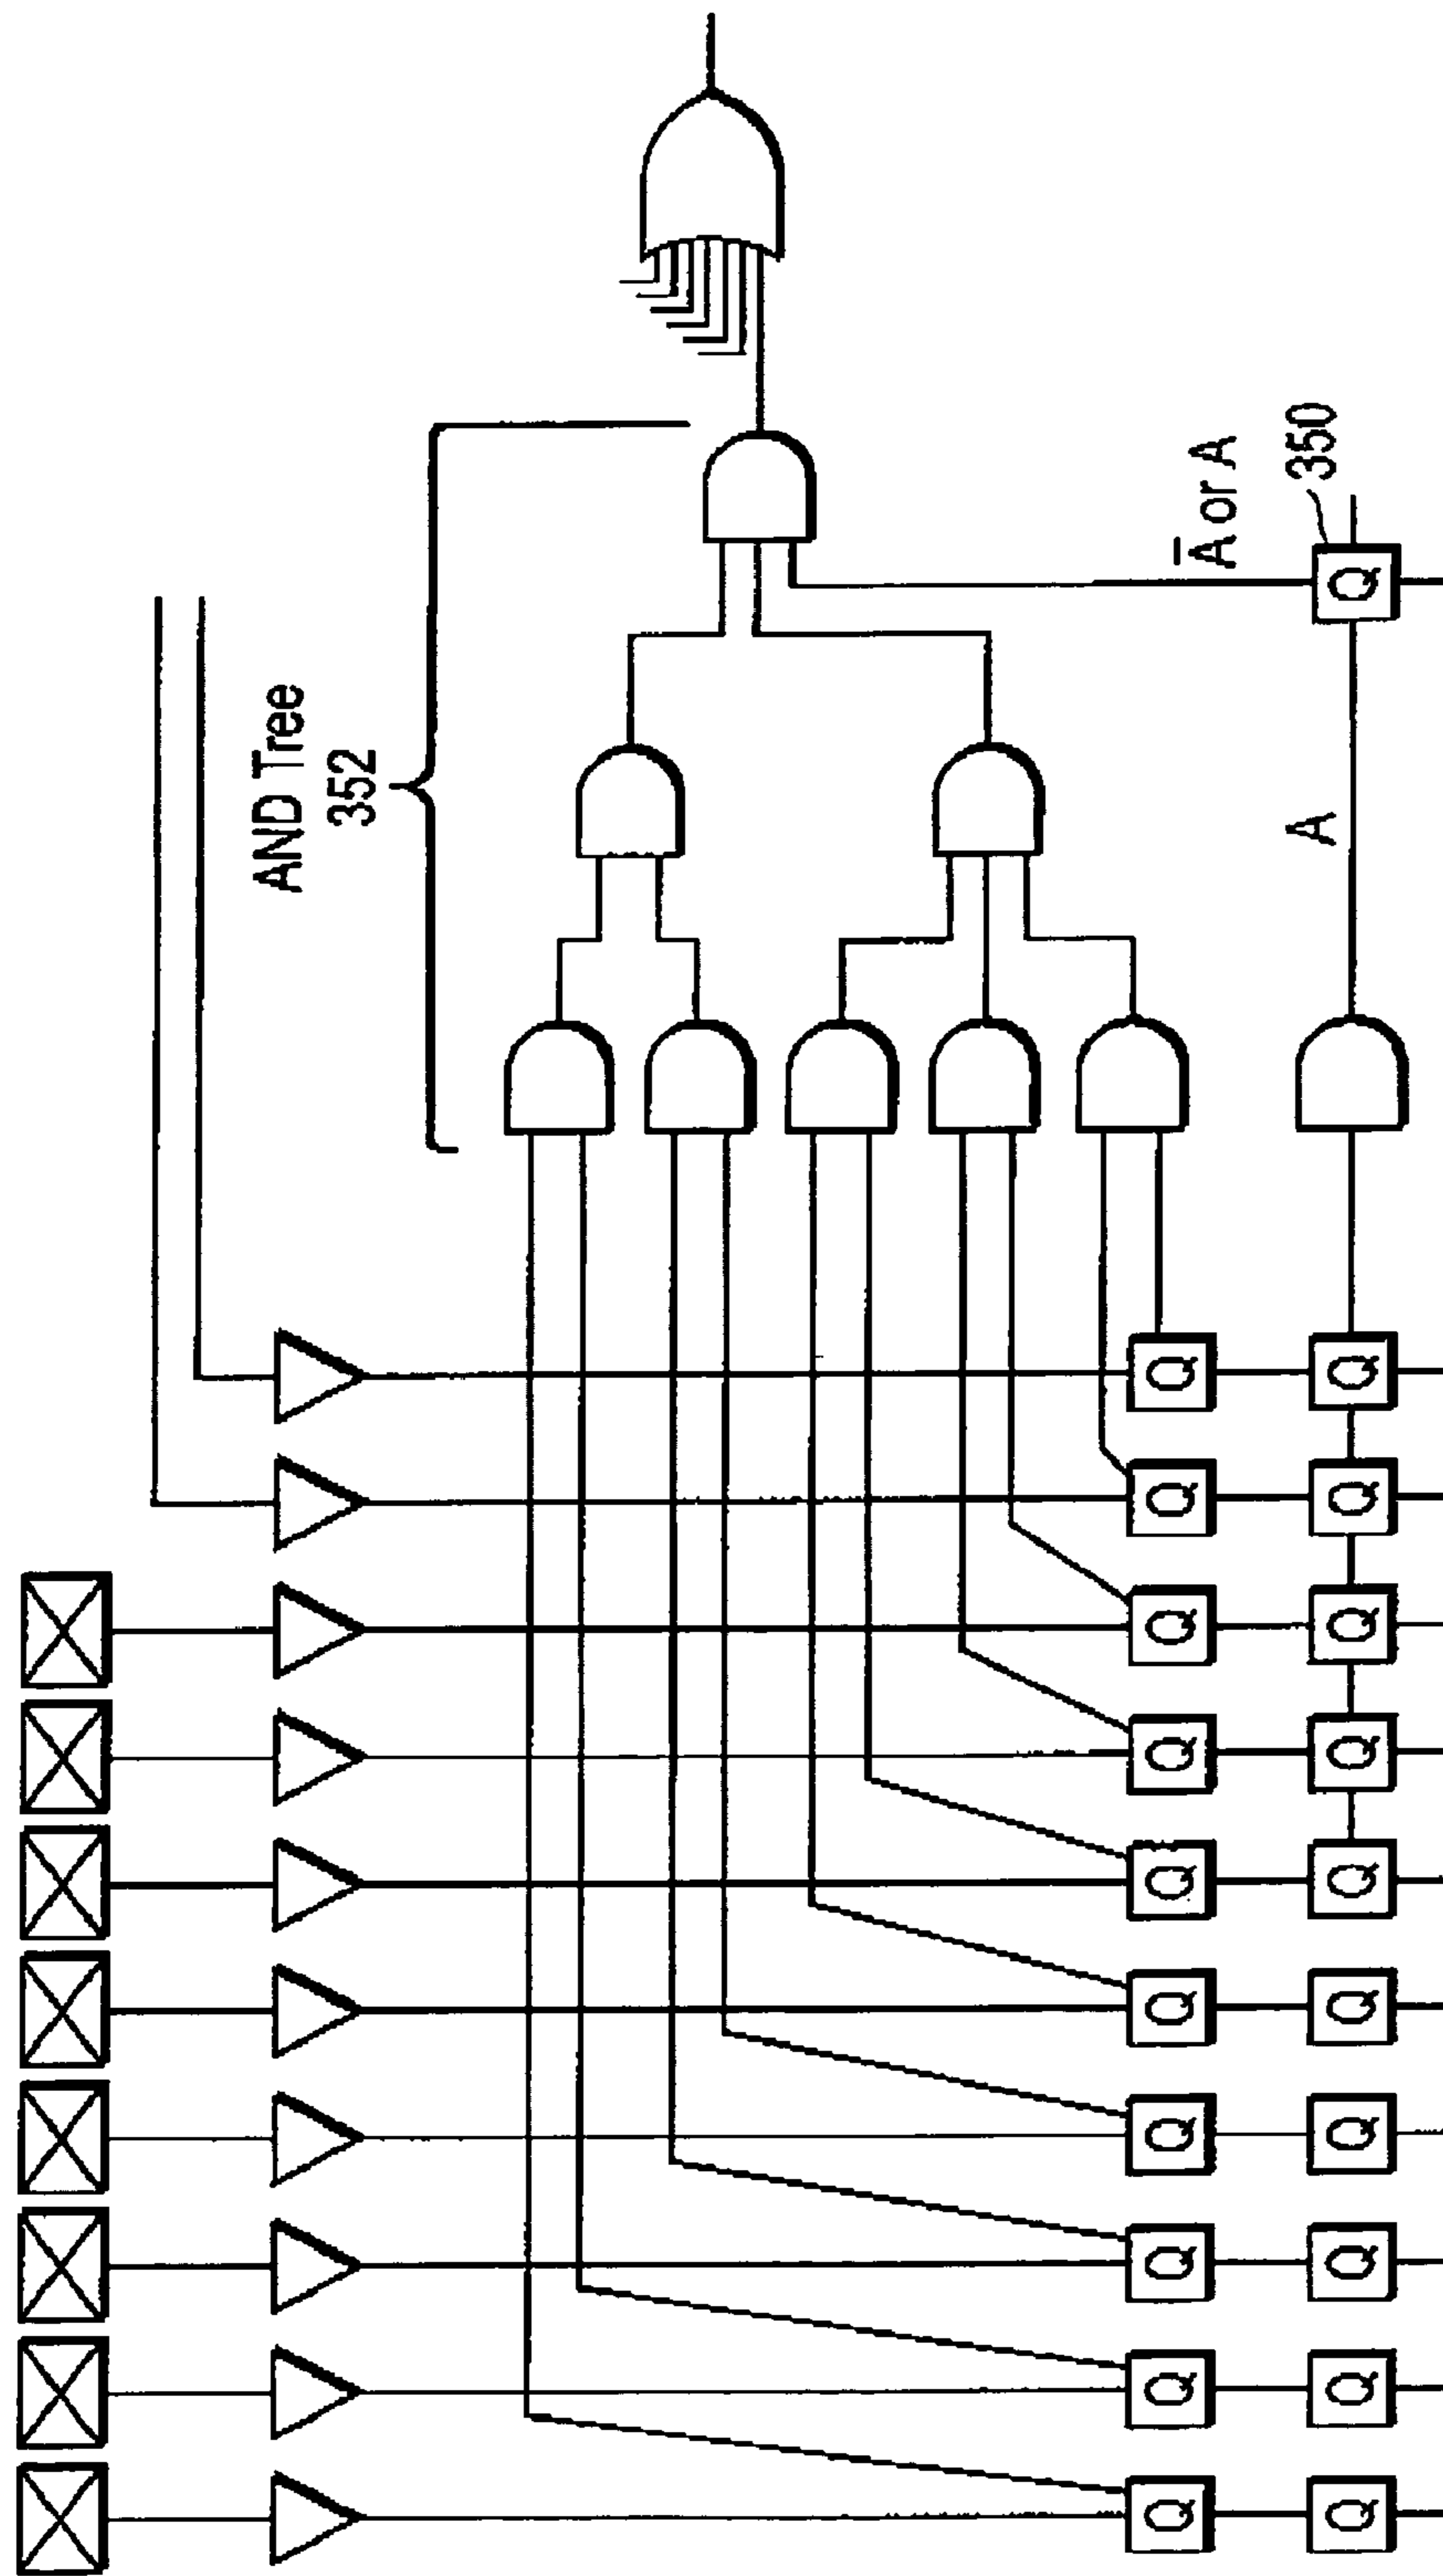 AND Tree
352
Q Q Q Q Q Q Q Q Q Q
A̅ or A
A
350
Q Q Q Q Q Q Q Q Q Q Q